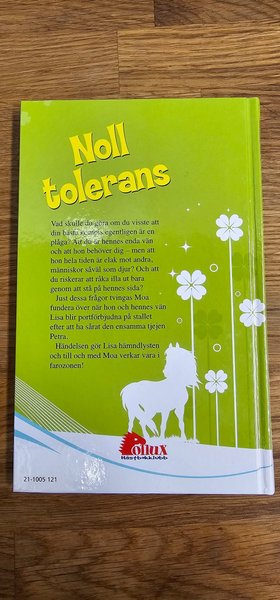 Noll
tolerans
Vad skulle du göra om du visste att
din bästa kompis egentligen är en
plåga? Att du är hennes enda vän
och att hon behöver dig – men att
hon hela tiden är elak mot andra,
människor såväl som djur? Och att
du riskerar att råka illa ut bara
genom att stå på hennes sida?
Just dessa frågor tvingas Moa
fundera över när hon och hennes vän
Lisa blir portförbjudna på stallet
efter att ha sårat den ensamma tjejen
Petra.
Händelsen gör Lisa hämndlysten
och till och med Moa verkar vara i
farozonen!
Pollux
Hästbokklubb
21-1005 121